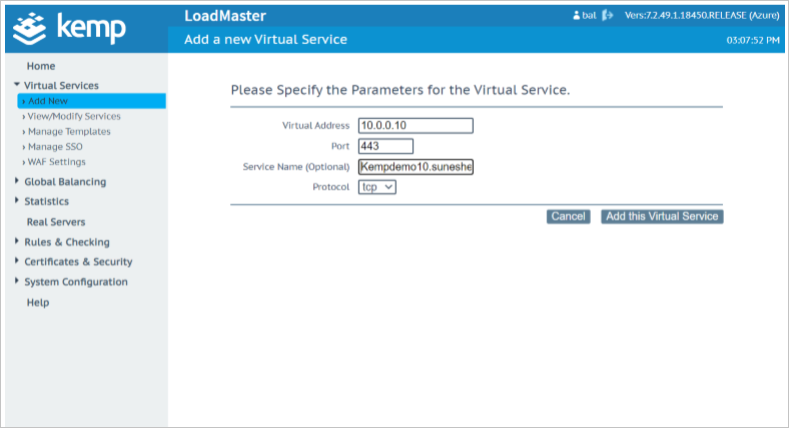 kemp
LoadMaster
bal Vers:7.2.49.1.18450.RELEASE (Azure)
Add a new Virtual Service
03:07:52 PM
Home
Virtual Services
Add New
View/Modify Services
Manage Templates
Manage SSO
WAF Settings
Global Balancing
Statistics
Real Servers
Rules & Checking
Certificates & Security
System Configuration
Help
Please Specify the Parameters for the Virtual Service.
Virtual Address 10.0.0.10
Port 443
Service Name (Optional) Kempdemo10.suneshe
Protocol tcp
Cancel Add this Virtual Service